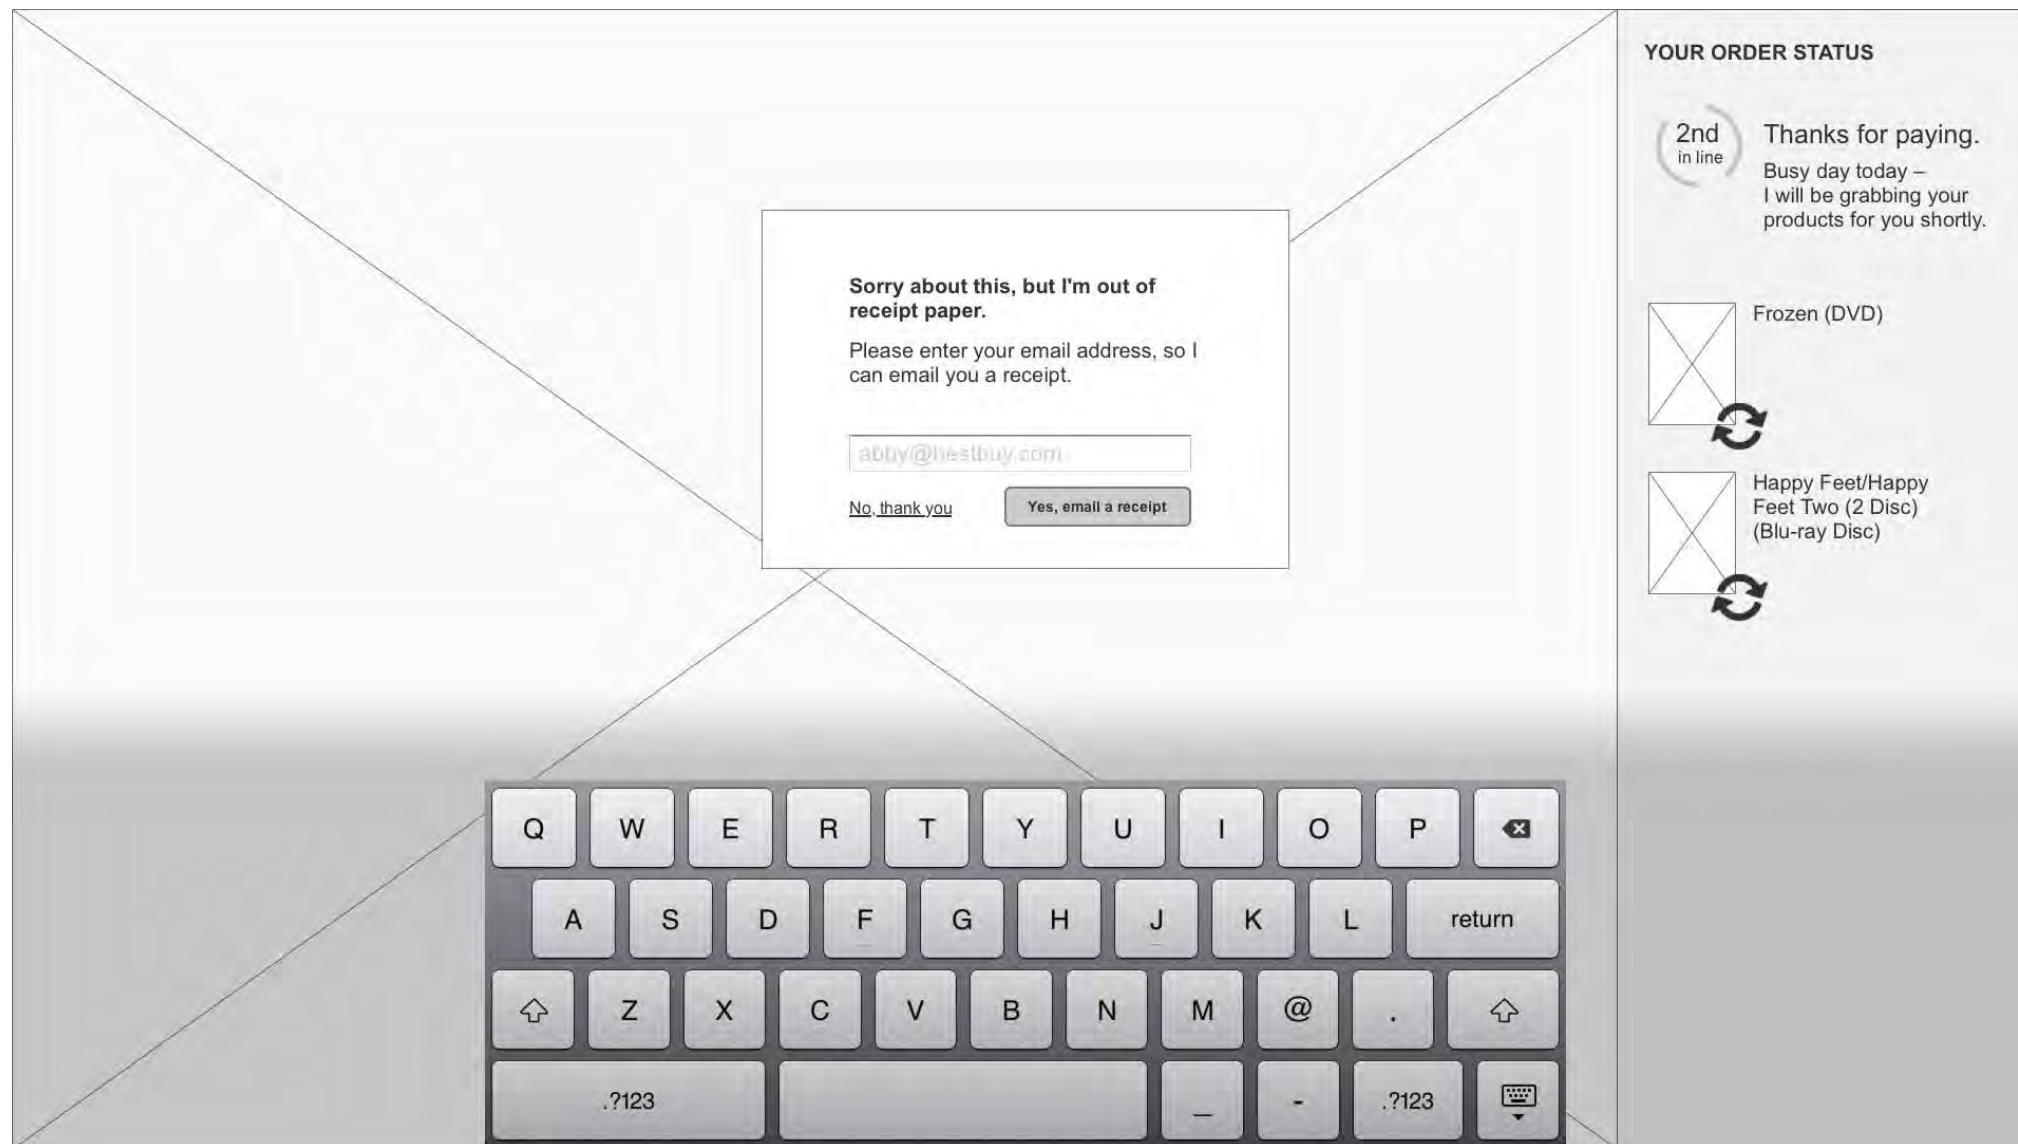 YOUR ORDER STATUS
2nd
in line
Thanks for paying.
Busy day today –
I will be grabbing your
products for you shortly.
Frozen (DVD)
Happy Feet/Happy
Feet Two (2 Disc)
(Blu-ray Disc)
Sorry about this, but I'm out of
receipt paper.
Please enter your email address, so I
can email you a receipt.
abby@bestbuy.com
No, thank you
Yes, email a receipt
Q W E R T Y U I O P
A S D F G H J K L return
Z X C V B N M @ .
.?123 _ - .?123